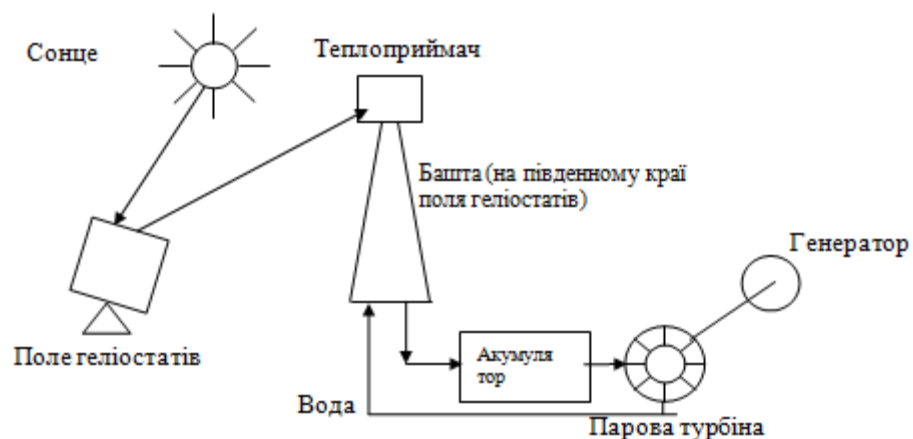 Сонце
Теплоприймач
Башта (на південному краї
поля геліостатів)
Генератор
Поле геліостатів
Акумуля
тор
Вода
Парова турбіна